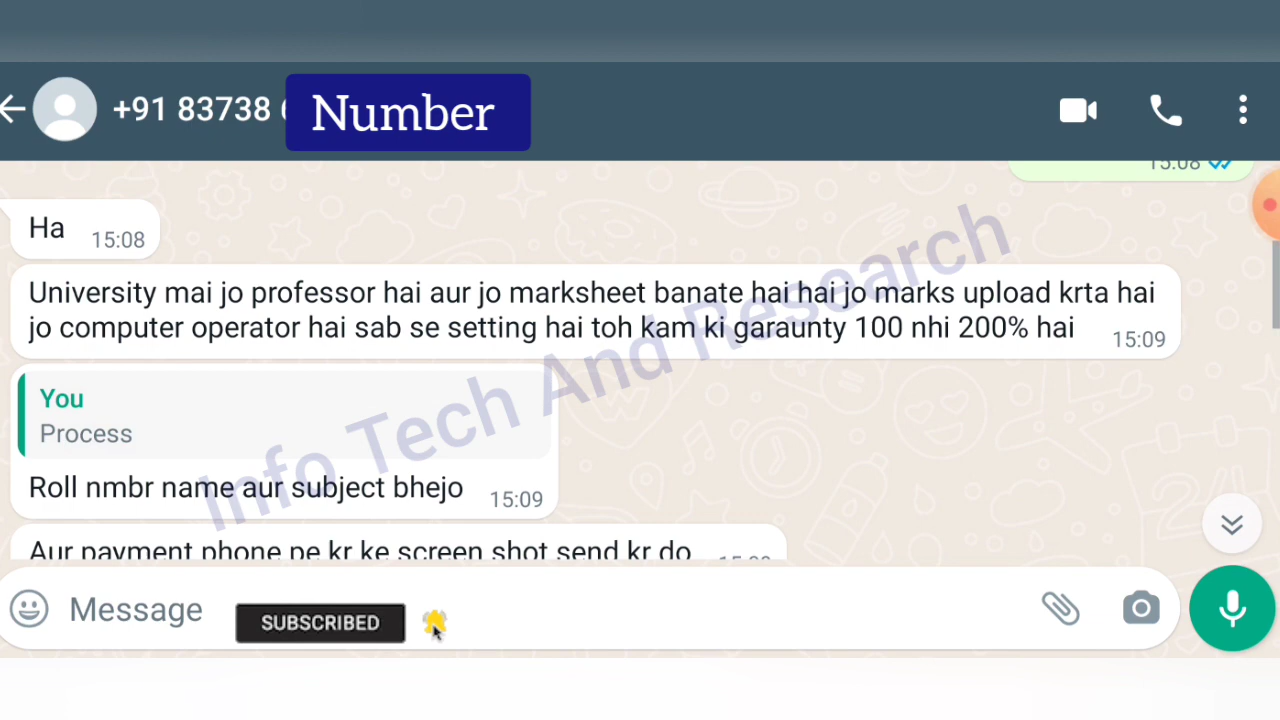 +91 83738
Number
15:08
Ha 15:08
University mai jo professor hai aur jo marksheet banate hai hai jo marks upload krta hai
jo computer operator hai sab se setting hai toh kam ki garaunty 100 nhi 200% hai 15:09
You
Process
Roll nmbr name aur subject bhejo 15:09
Aur payment phone pe kr ke screen shot send kr do
Message
SUBSCRIBED
Info Tech And Research